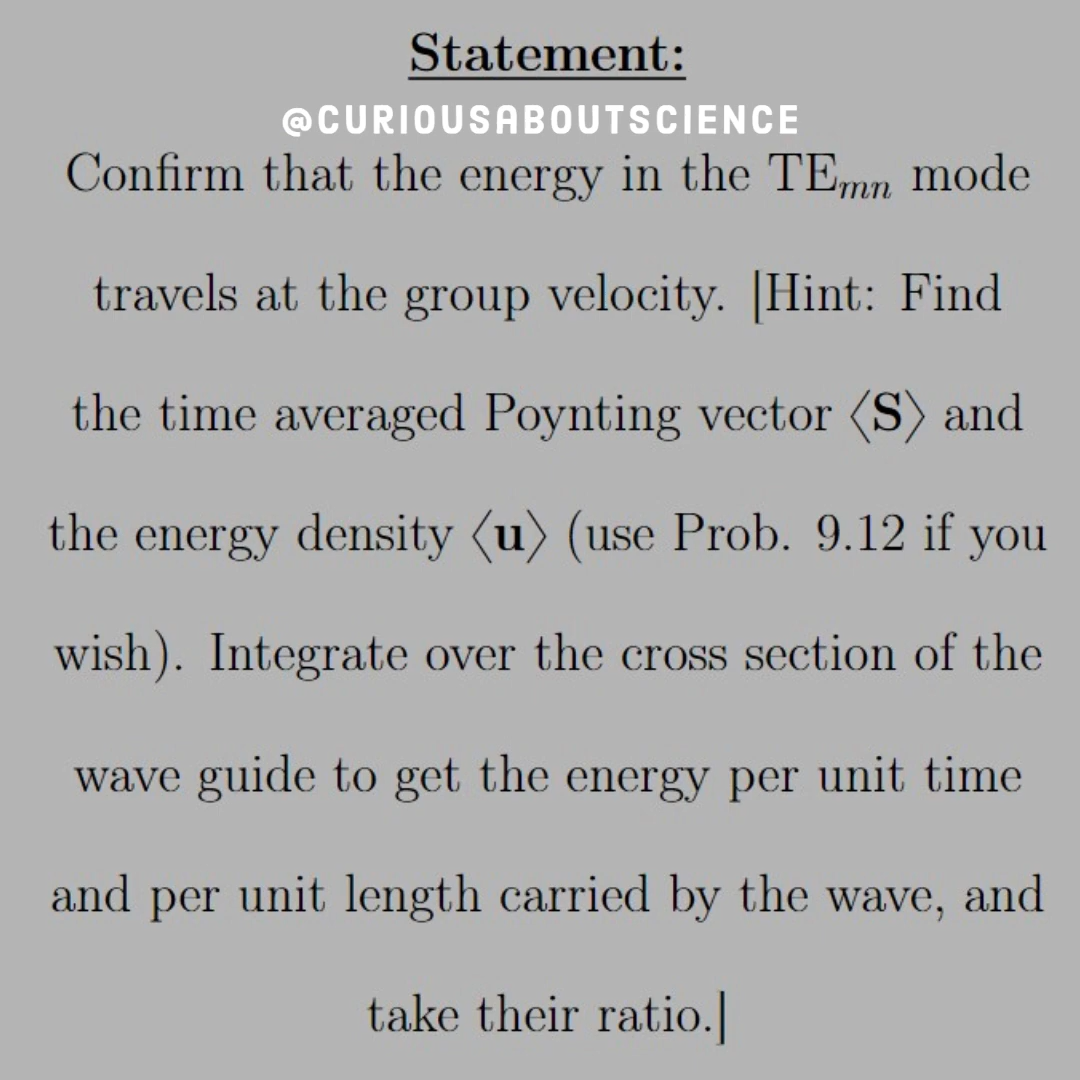 Statement:
@CURIOUSABOUTSCIENCE
Confirm that the energy in the TEmn mode
travels at the group velocity. [Hint: Find
the time averaged Poynting vector ⟨S⟩ and
the energy density ⟨u⟩ (use Prob. 9.12 if you
wish). Integrate over the cross section of the
wave guide to get the energy per unit time
and per unit length carried by the wave, and
take their ratio.]